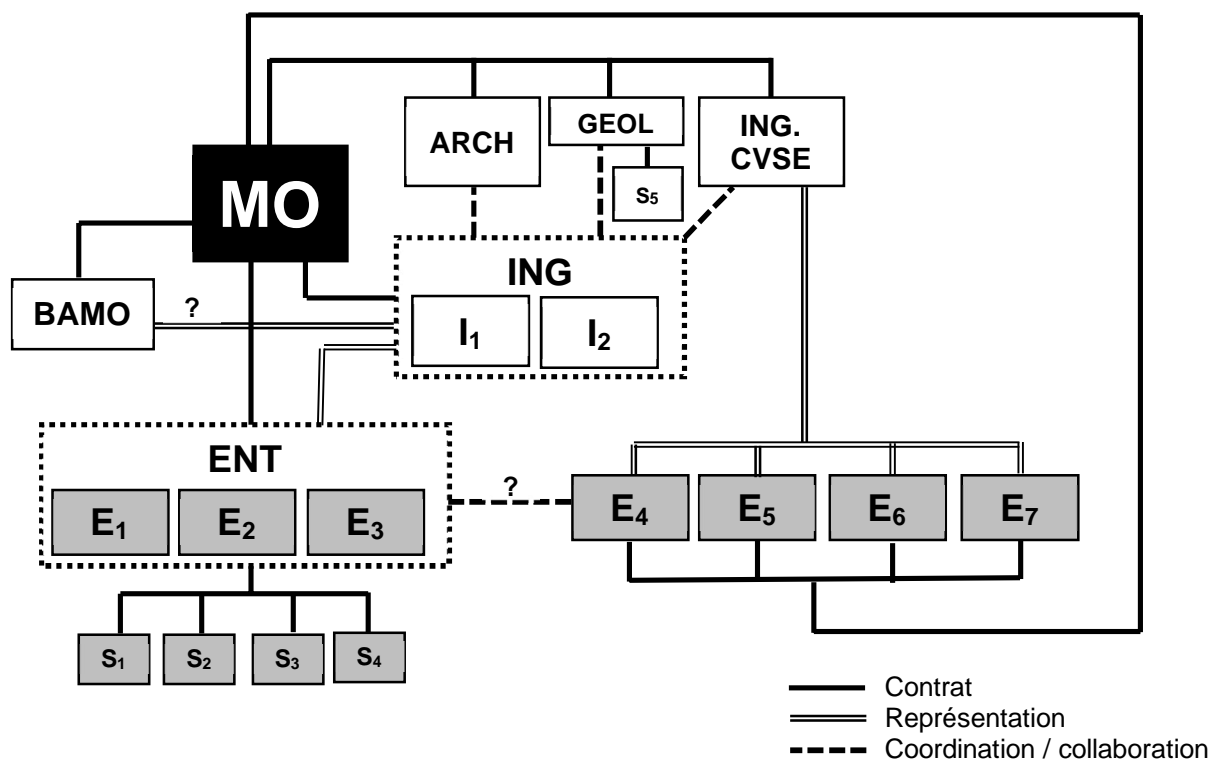 ARCH
GEOL
ING.
CVSE
S5
MO
ING
I1 I2
BAMO
?
ENT
E1 E2 E3
?
E4 E5 E6 E7
S1 S2 S3 S4
Contrat
Représentation
Coordination / collaboration